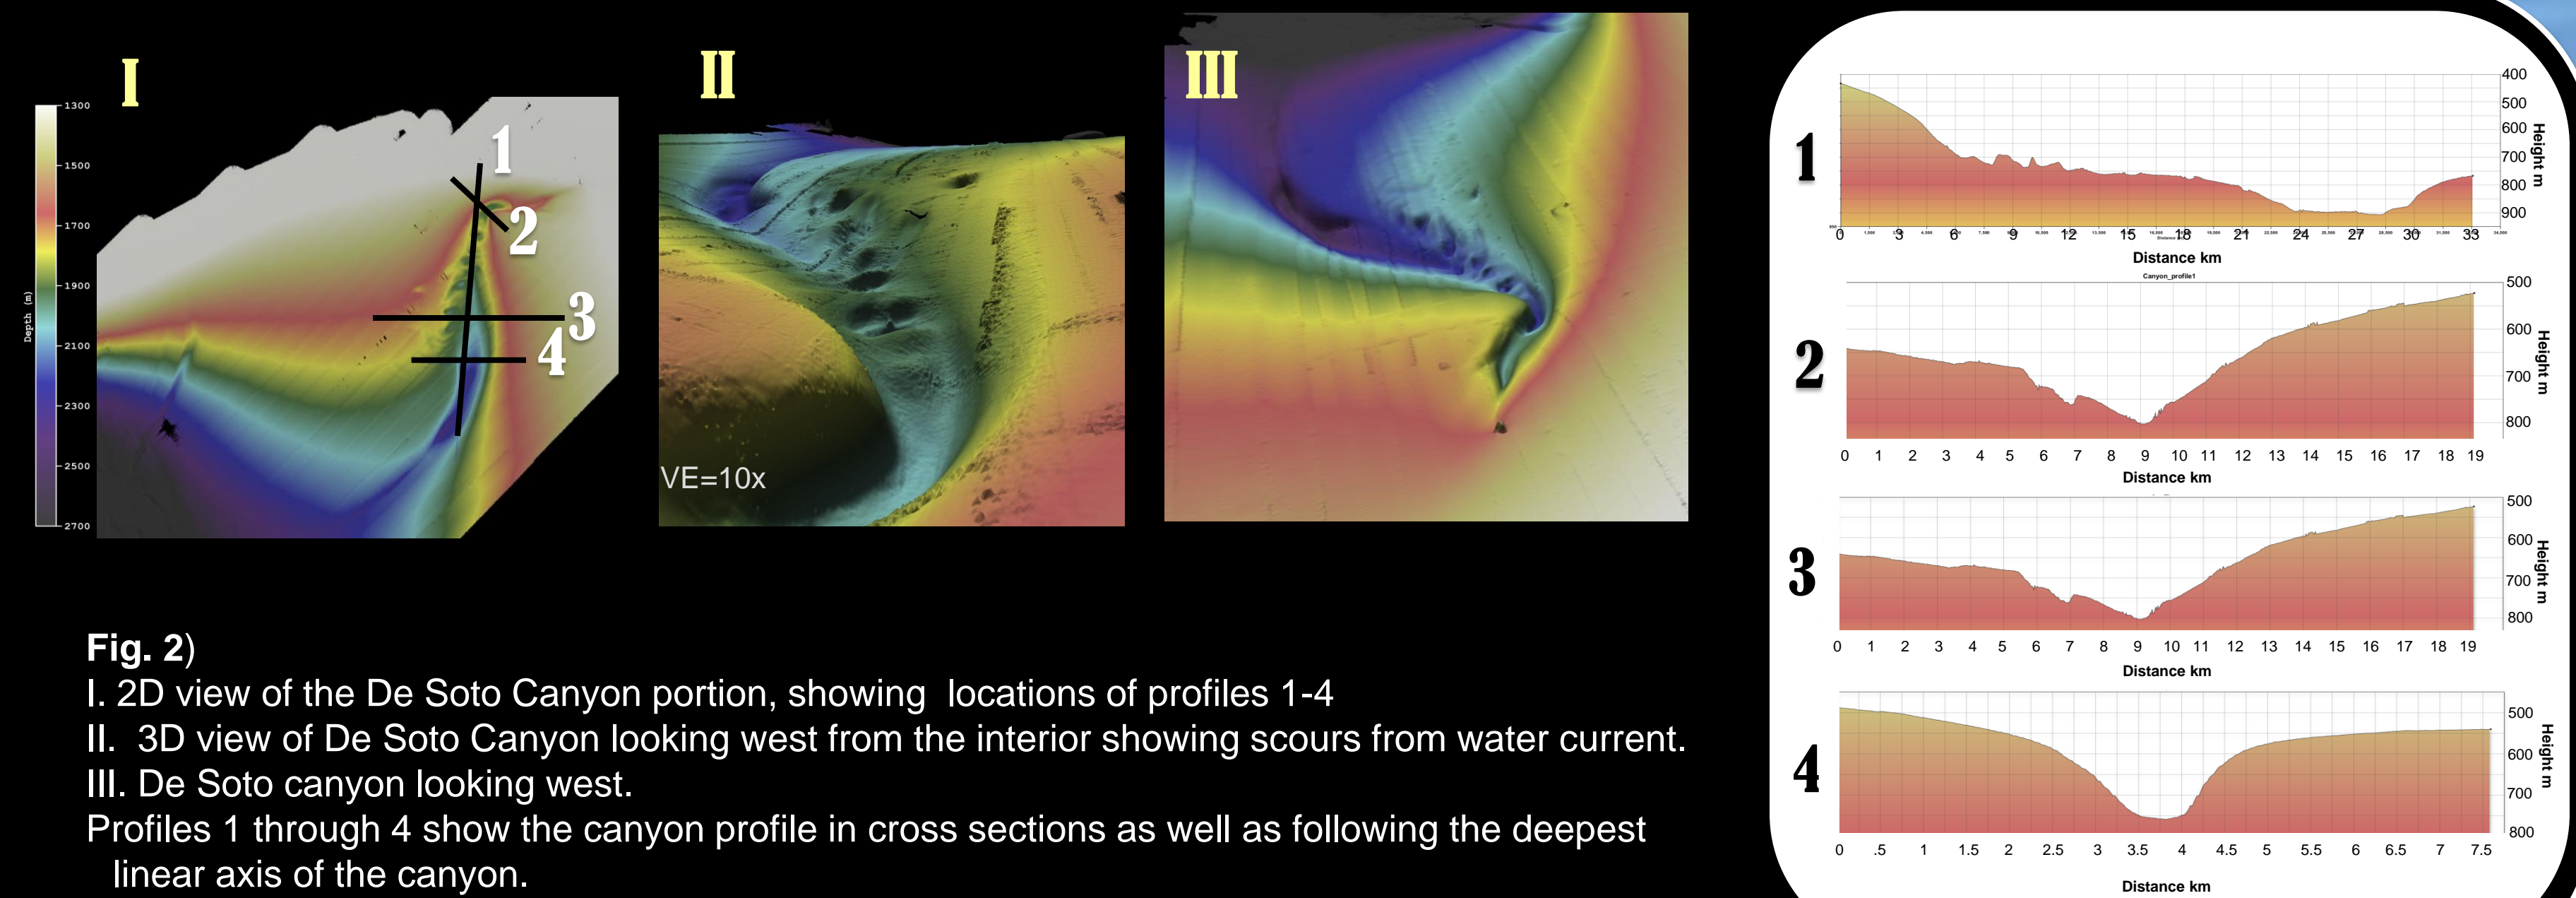 I
II
III
1300
1500
1700
1900
2100
2300
2500
2700
Depth (m)
1
2
3
4
VE=10x
Fig. 2)
I. 2D view of the De Soto Canyon portion, showing locations of profiles 1-4
II. 3D view of De Soto Canyon looking west from the interior showing scours from water current.
III. De Soto canyon looking west.
Profiles 1 through 4 show the canyon profile in cross sections as well as following the deepest
linear axis of the canyon.
1
400
500
600
700
800
900
Height m
0 3 6 9 12 15 18 21 24 27 30 33
Distance km
Canyon_profile1
2
500
600
700
800
Height m
0 1 2 3 4 5 6 7 8 9 10 11 12 13 14 15 16 17 18 19
Distance km
3
500
600
700
800
Height m
0 1 2 3 4 5 6 7 8 9 10 11 12 13 14 15 16 17 18 19
Distance km
4
500
600
700
800
Height m
0 .5 1 1.5 2 2.5 3 3.5 4 4.5 5 5.5 6 6.5 7 7.5
Distance km